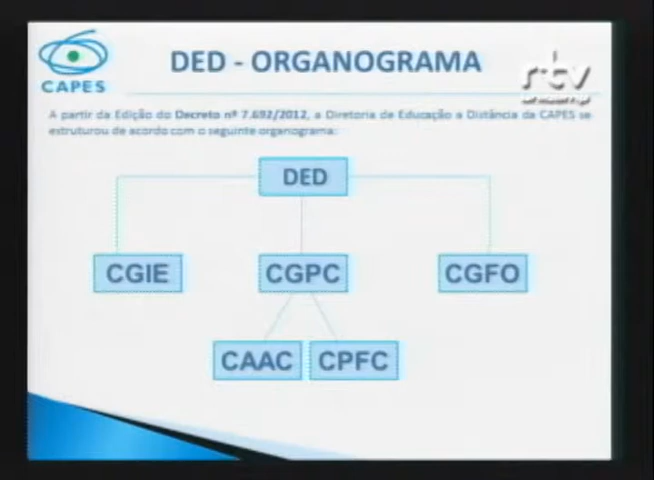 CAPES
DED - ORGANOGRAMA
rtv
A partir da Edição do Decreto nº 7.692/2012, a Diretoria de Educação a Distância da CAPES se
estruturou de acordo com o seguinte organograma:
DED
CGIE CGPC CGFO
CAAC CPFC